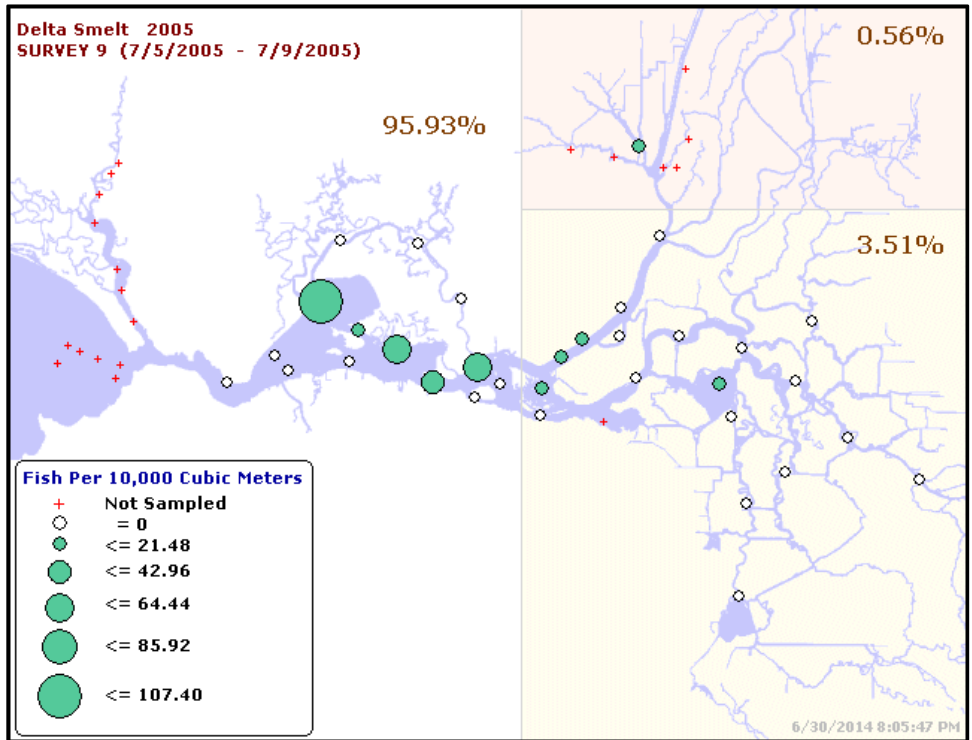 Delta Smelt 2005
SURVEY 9 (7/5/2005 - 7/9/2005)
0.56%
95.93%
3.51%
Fish Per 10,000 Cubic Meters
Not Sampled
= 0
<= 21.48
<= 42.96
<= 64.44
<= 85.92
<= 107.40
6/30/2014 8:05:47 PM